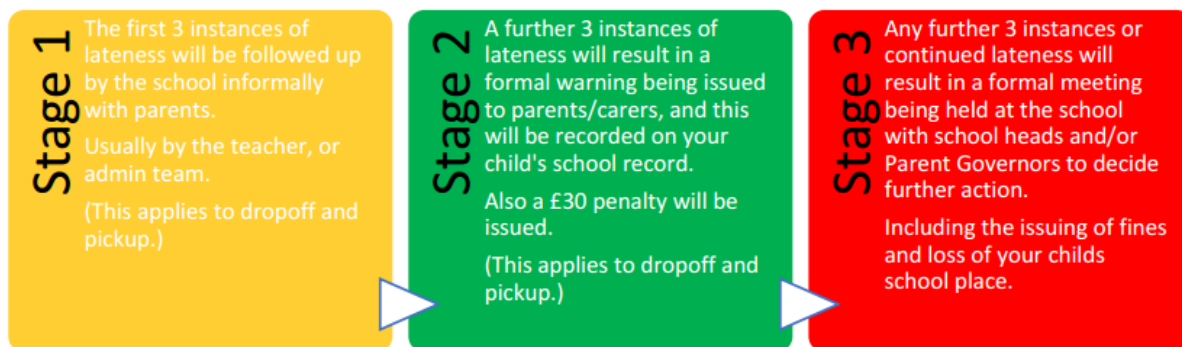 Stage 1
The first 3 instances of
lateness will be followed up
by the school informally
with parents.
Usually by the teacher, or
admin team.
(This applies to dropoff and
pickup.)
Stage 2
A further 3 instances of
lateness will result in a
formal warning being issued
to parents/carers, and this
will be recorded on your
child's school record.
Also a £30 penalty will be
issued.
(This applies to dropoff and
pickup.)
Stage 3
Any further 3 instances or
continued lateness will
result in a formal meeting
being held at the school
with school heads and/or
Parent Governors to decide
further action.
Including the issuing of fines
and loss of your childs
school place.